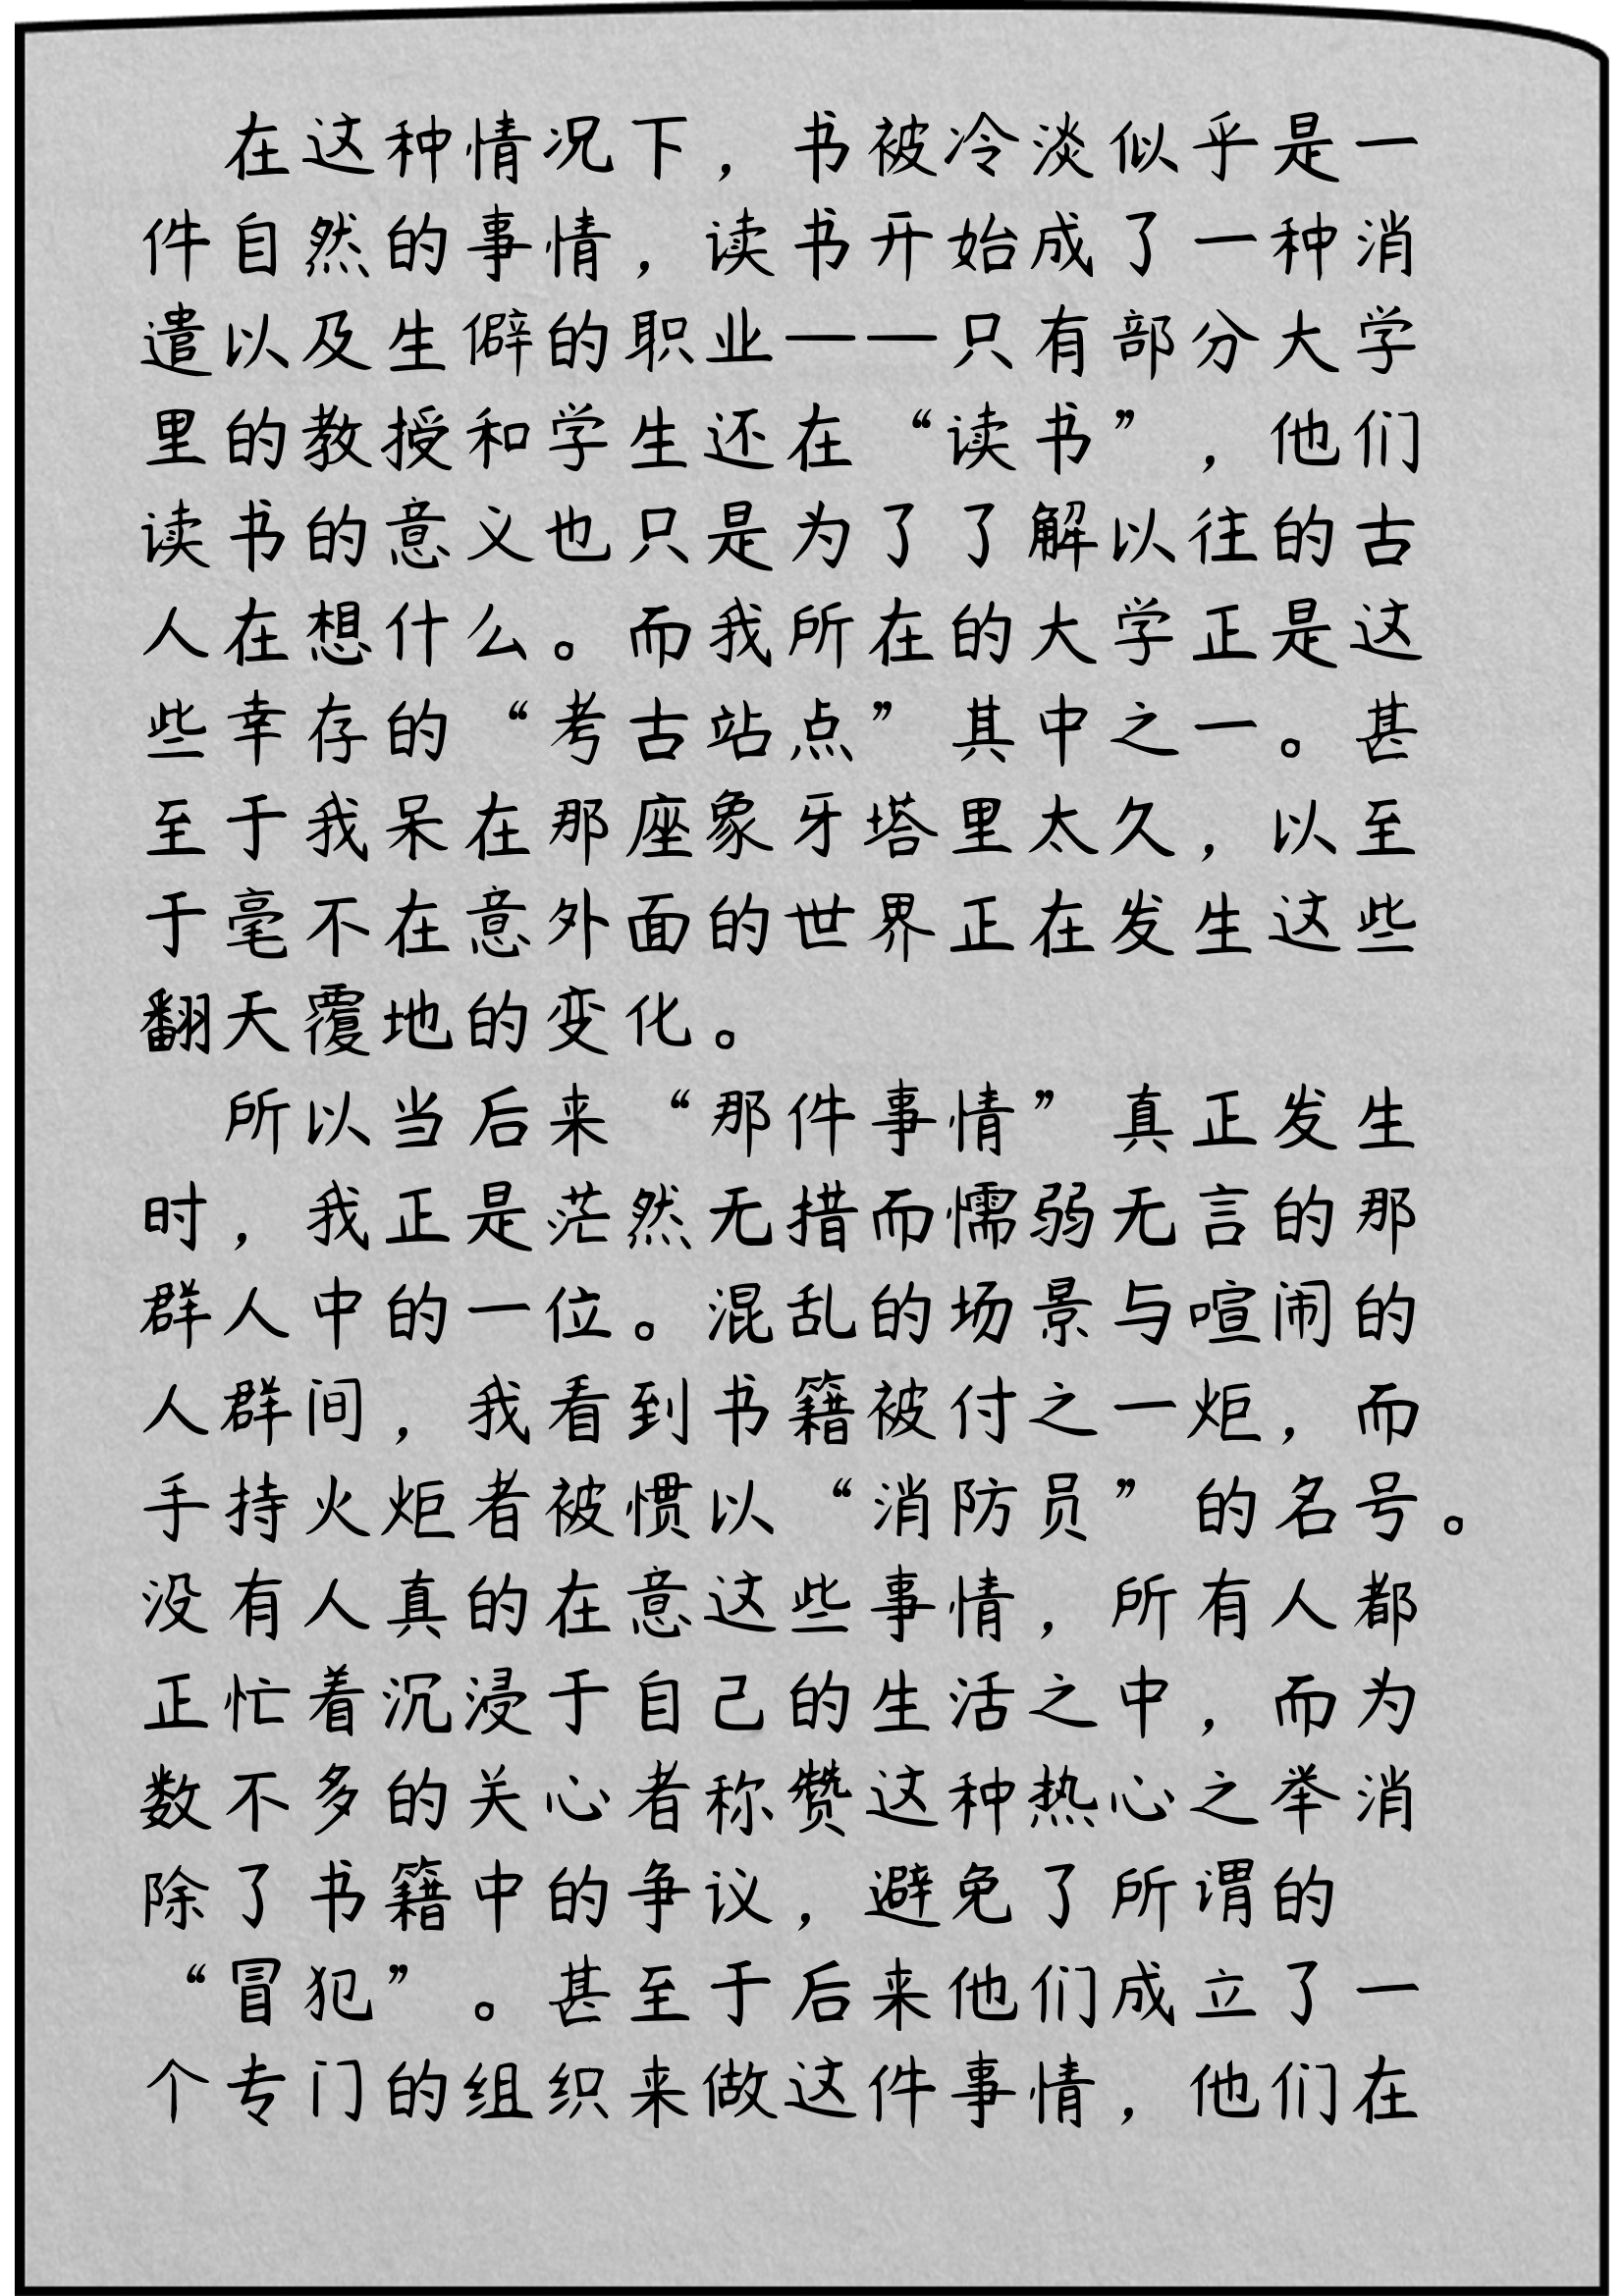 在这种情况下，书被冷淡似乎是一
件自然的事情，读书开始成了一种消
遣以及生僻的职业——只有部分大学
里的教授和学生还在“读书”，他们
读书的意义也只是为了了解以往的古
人在想什么。而我所在的大学正是这
些幸存的“考古站点”其中之一。甚
至于我呆在那座象牙塔里太久，以至
于毫不在意外面的世界正在发生这些
翻天覆地的变化。
所以当后来“那件事情”真正发生
时，我正是茫然无措而懦弱无言的那
群人中的一位。混乱的场景与喧闹的
人群间，我看到书籍被付之一炬，而
手持火炬者被惯以“消防员”的名号。
没有人真的在意这些事情，所有人都
正忙着沉浸于自己的生活之中，而为
数不多的关心者称赞这种热心之举消
除了书籍中的争议，避免了所谓的
“冒犯”。甚至于后来他们成立了一
个专门的组织来做这件事情，他们在